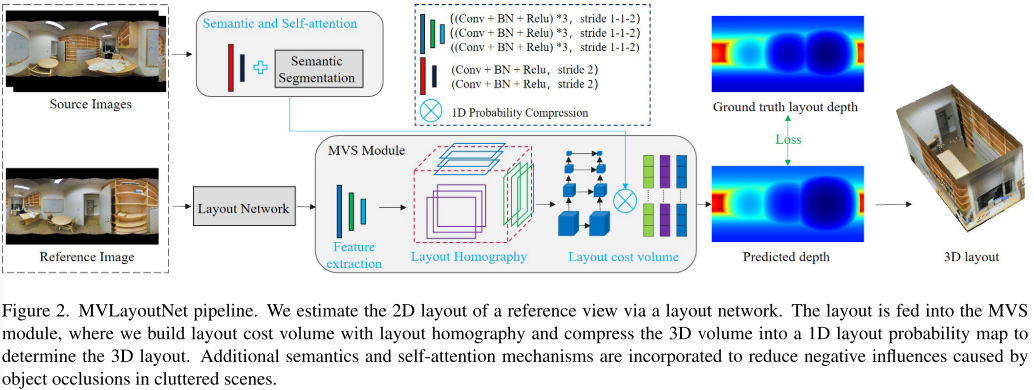 Source Images
Reference Image
Semantic and Self-attention
Semantic
Segmentation
((Conv + BN + Relu) *3, stride 1-1-2)
((Conv + BN + Relu) *3, stride 1-1-2)
((Conv + BN + Relu) *3, stride 1-1-2)
(Conv + BN + Relu, stride 2)
(Conv + BN + Relu, stride 2)
1D Probability Compression
Layout Network
MVS Module
Feature
extraction
Layout Homography
Layout cost volume
Ground truth layout depth
Loss
Predicted depth
3D layout
Figure 2. MVLayoutNet pipeline. We estimate the 2D layout of a reference view via a layout network. The layout is fed into the MVS
module, where we build layout cost volume with layout homography and compress the 3D volume into a 1D layout probability map to
determine the 3D layout. Additional semantics and self-attention mechanisms are incorporated to reduce negative influences caused by
object occlusions in cluttered scenes.